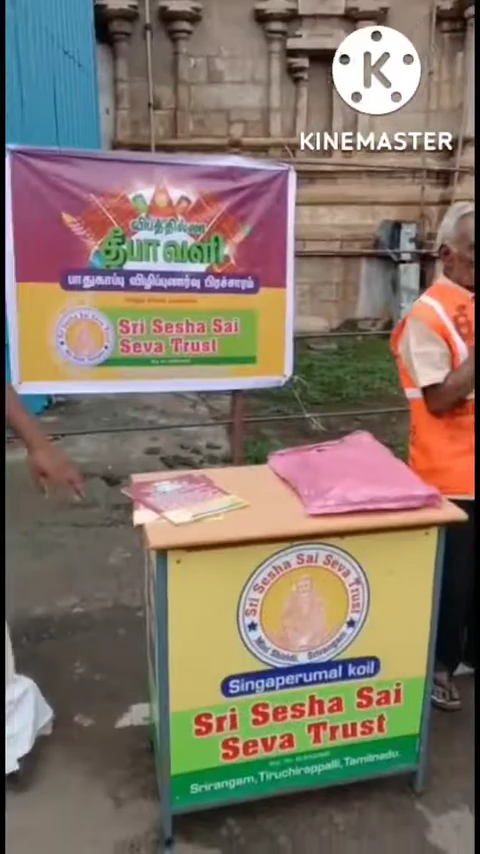 KINEMASTER
விபத்தில்லா
தீபாவளி
பாதுகாப்பு விழிப்புணர்வு பிரச்சாரம்
Sri Sesha Sai
Seva Trust
Sri Sesha Sai Seva Trust
Singaperumal koil
Sri Sesha Sai
Seva Trust
Srirangam, Tiruchirappalli, Tamilnadu